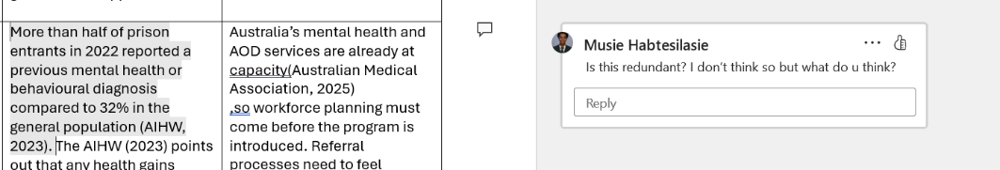 More than half of prison
entrants in 2022 reported a
previous mental health or
behavioural diagnosis
compared to 32% in the
general population (AIHW,
2023). The AIHW (2023) points
out that any health gains
Australia's mental health and
AOD services are already at
capacity(Australian Medical
Association, 2025)
,so workforce planning must
come before the program is
introduced. Referral
processes need to feel
Musie Habtesilasie
Is this redundant? I don't think so but what do u think?
Reply